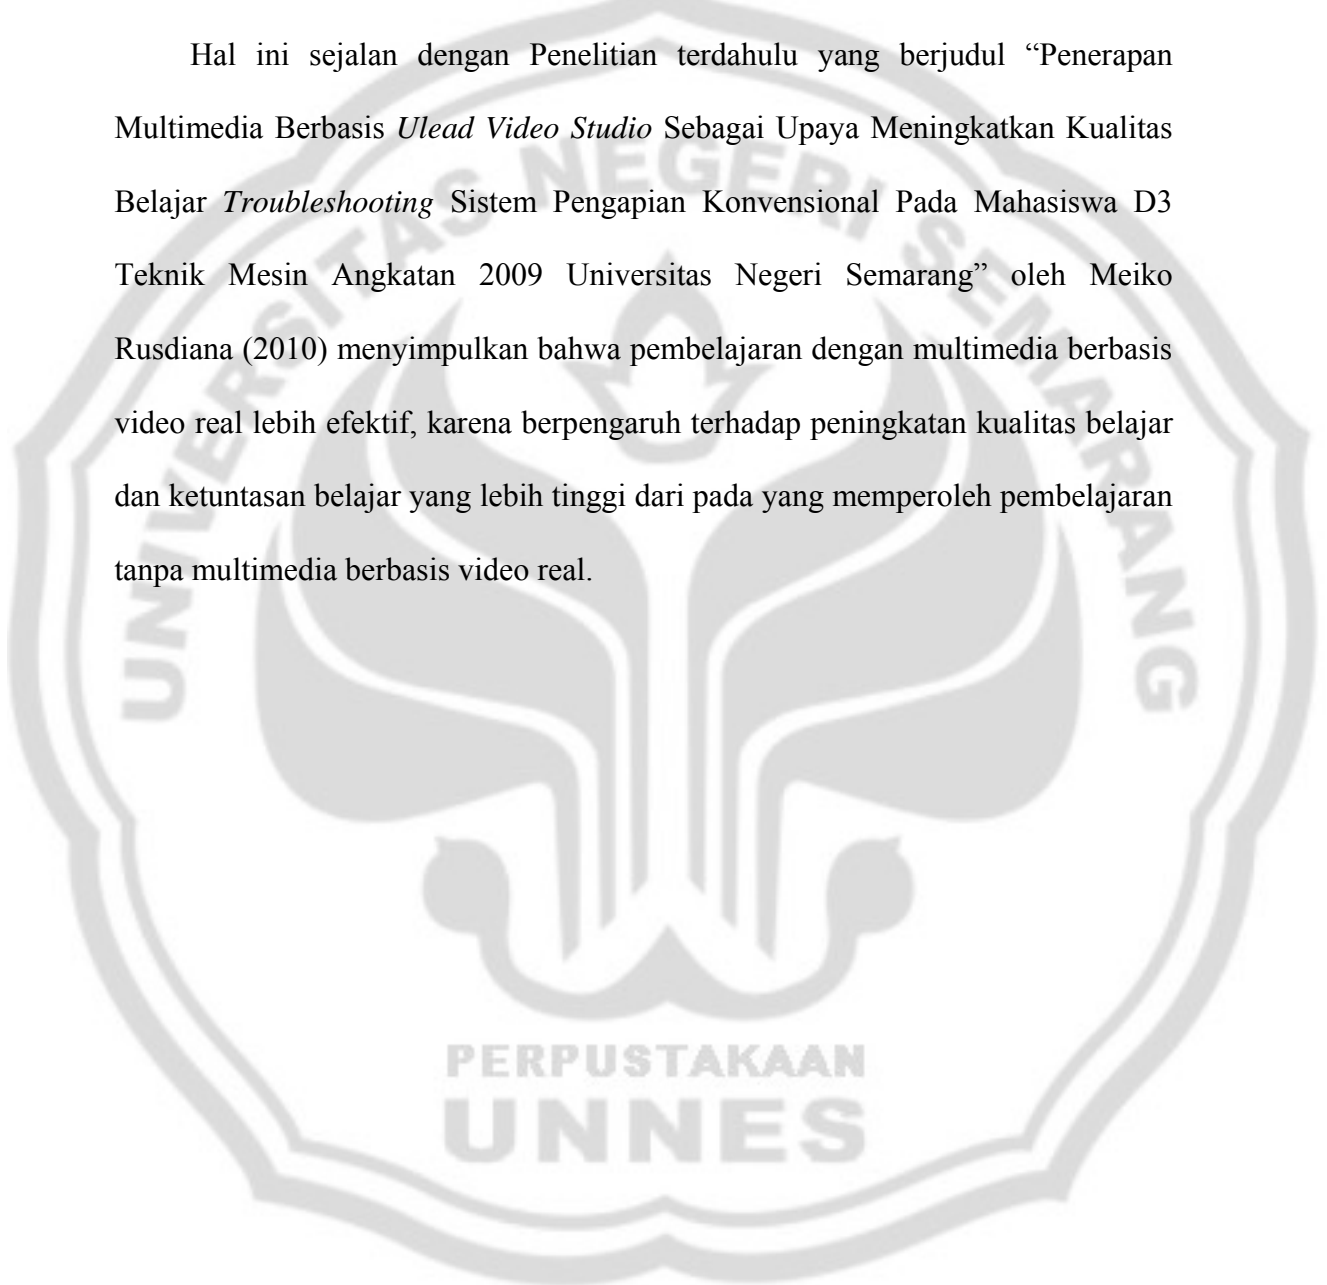 Hal ini sejalan dengan Penelitian terdahulu yang berjudul “Penerapan
Multimedia Berbasis Ulead Video Studio Sebagai Upaya Meningkatkan Kualitas
Belajar Troubleshooting Sistem Pengapian Konvensional Pada Mahasiswa D3
Teknik Mesin Angkatan 2009 Universitas Negeri Semarang” oleh Meiko
Rusdiana (2010) menyimpulkan bahwa pembelajaran dengan multimedia berbasis
video real lebih efektif, karena berpengaruh terhadap peningkatan kualitas belajar
dan ketuntasan belajar yang lebih tinggi dari pada yang memperoleh pembelajaran
tanpa multimedia berbasis video real.
UNIVERSITAS NEGERI SEMARANG
PERPUSTAKAAN
UNNES